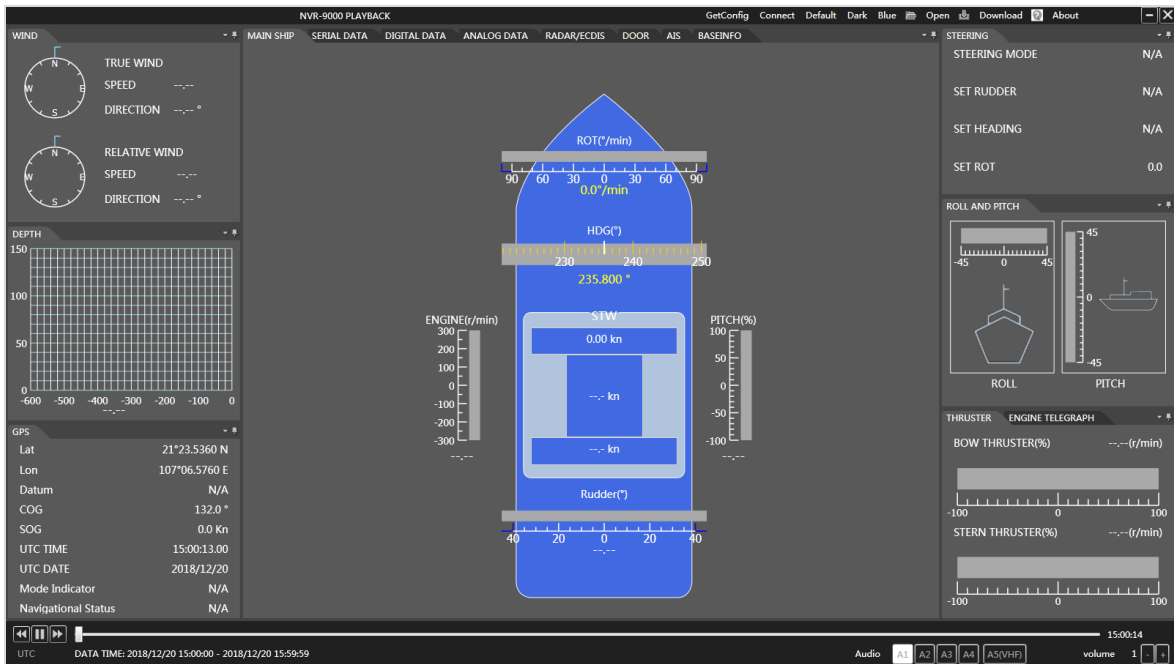 NVR-9000 PLAYBACK GetConfig Connect Default Dark Blue Open Download About
WIND
N
W E
S
TRUE WIND
SPEED --.--
DIRECTION --.-- °
N
W E
S
RELATIVE WIND
SPEED --.--
DIRECTION --.-- °
DEPTH
150
100
50
0
-600 -500 -400 -300 -200 -100 0
--.--
GPS
Lat 21°23.5360 N
Lon 107°06.5760 E
Datum N/A
COG 132.0 °
SOG 0.0 Kn
UTC TIME 15:00:13.00
UTC DATE 2018/12/20
Mode Indicator N/A
Navigational Status N/A
MAIN SHIP SERIAL DATA DIGITAL DATA ANALOG DATA RADAR/ECDIS DOOR AIS BASEINFO
ROT(°/min)
90 60 30 0 30 60 90
0.0°/min
HDG(°)
230 240 250
235.800 °
ENGINE(r/min)
300
200
100
0
-100
-200
-300
--.--
STW
0.00 kn
--.- kn
--.- kn
PITCH(%)
100
50
0
-50
-100
--.--
Rudder(°)
40 20 0 20 40
--.--
STEERING
STEERING MODE N/A
SET RUDDER N/A
SET HEADING N/A
SET ROT 0.0
ROLL AND PITCH
-45 0 45
ROLL
45
0
-45
PITCH
THRUSTER ENGINE TELEGRAPH
BOW THRUSTER(%) --.--(r/min)
-100 0 100
STERN THRUSTER(%) --.--(r/min)
-100 0 100
15:00:14
UTC DATA TIME: 2018/12/20 15:00:00 - 2018/12/20 15:59:59 Audio A1 A2 A3 A4 A5(VHF) volume 1 - +